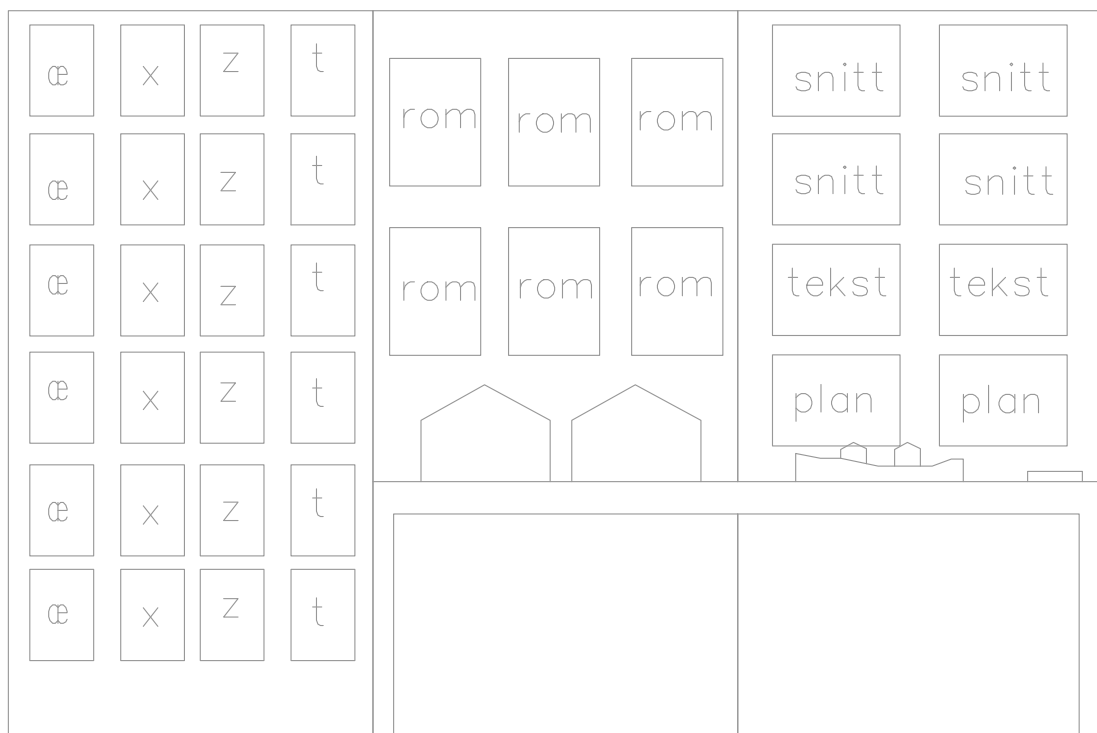 æ x z t
æ x z t
æ x z t
æ x z t
æ x z t
æ x z t
rom rom rom
rom rom rom
snitt snitt
snitt snitt
tekst tekst
plan plan